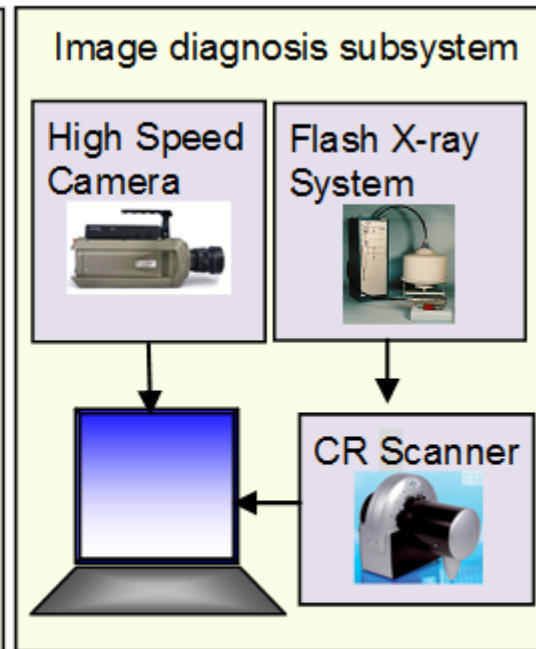 Image diagnosis subsystem
High Speed
Camera
Flash X-ray
System
CR Scanner